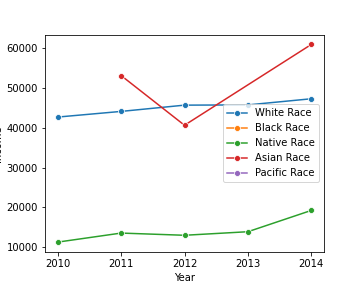 60000
50000
40000
30000
20000
10000
White Race
Black Race
Native Race
Asian Race
Pacific Race
2010 2011 2012 2013 2014
Year